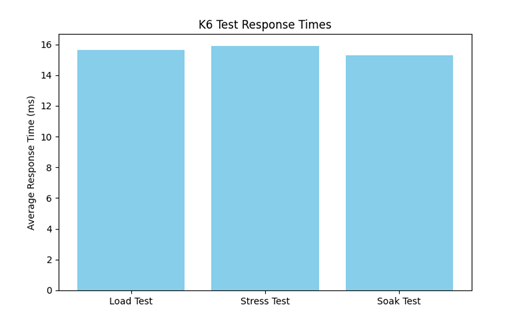 K6 Test Response Times
Average Response Time (ms)
16
14
12
10
8
6
4
2
0
Load Test
Stress Test
Soak Test